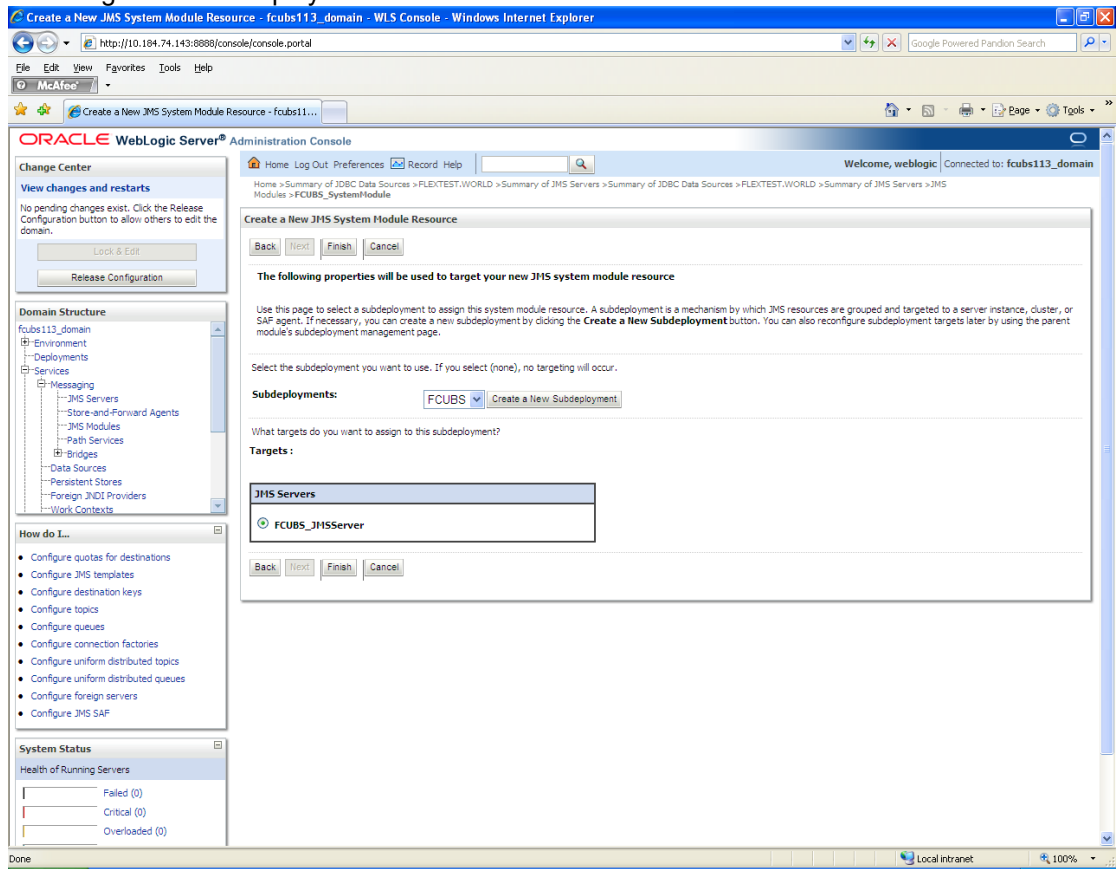 Create a New JMS System Module Resource - fcubs113_domain - WLS Console - Windows Internet Explorer
http://10.184.74.143:8888/console/console.portal
Google Powered Pandion Search
File Edit View Favorites Tools Help
McAfee
Create a New JMS System Module Resource - fcubs11...
Page Tools
ORACLE WebLogic Server® Administration Console
Change Center
View changes and restarts
No pending changes exist. Click the Release
Configuration button to allow others to edit the
domain.
Lock & Edit
Release Configuration
Domain Structure
fcubs113_domain
Environment
Deployments
Services
Messaging
JMS Servers
Store-and-Forward Agents
JMS Modules
Path Services
Bridges
Data Sources
Persistent Stores
Foreign JNDI Providers
Work Contexts
How do I...
Configure quotas for destinations
Configure JMS templates
Configure destination keys
Configure topics
Configure queues
Configure connection factories
Configure uniform distributed topics
Configure uniform distributed queues
Configure foreign servers
Configure JMS SAF
System Status
Health of Running Servers
Failed (0)
Critical (0)
Overloaded (0)
Home Log Out Preferences Record Help
Welcome, weblogic Connected to: fcubs113_domain
Home >Summary of JDBC Data Sources >FLEXTEST.WORLD >Summary of JMS Servers >Summary of JDBC Data Sources >FLEXTEST.WORLD >Summary of JMS Servers >JMS
Modules >FCUBS_SystemModule
Create a New JMS System Module Resource
Back Next Finish Cancel
The following properties will be used to target your new JMS system module resource
Use this page to select a subdeployment to assign this system module resource. A subdeployment is a mechanism by which JMS resources are grouped and targeted to a server instance, cluster, or
SAF agent. If necessary, you can create a new subdeployment by clicking the Create a New Subdeployment button. You can also reconfigure subdeployment targets later by using the parent
module's subdeployment management page.
Select the subdeployment you want to use. If you select (none), no targeting will occur.
Subdeployments: FCUBS Create a New Subdeployment
What targets do you want to assign to this subdeployment?
Targets :
JMS Servers
FCUBS_JMSServer
Back Next Finish Cancel
Done
Local intranet
100%